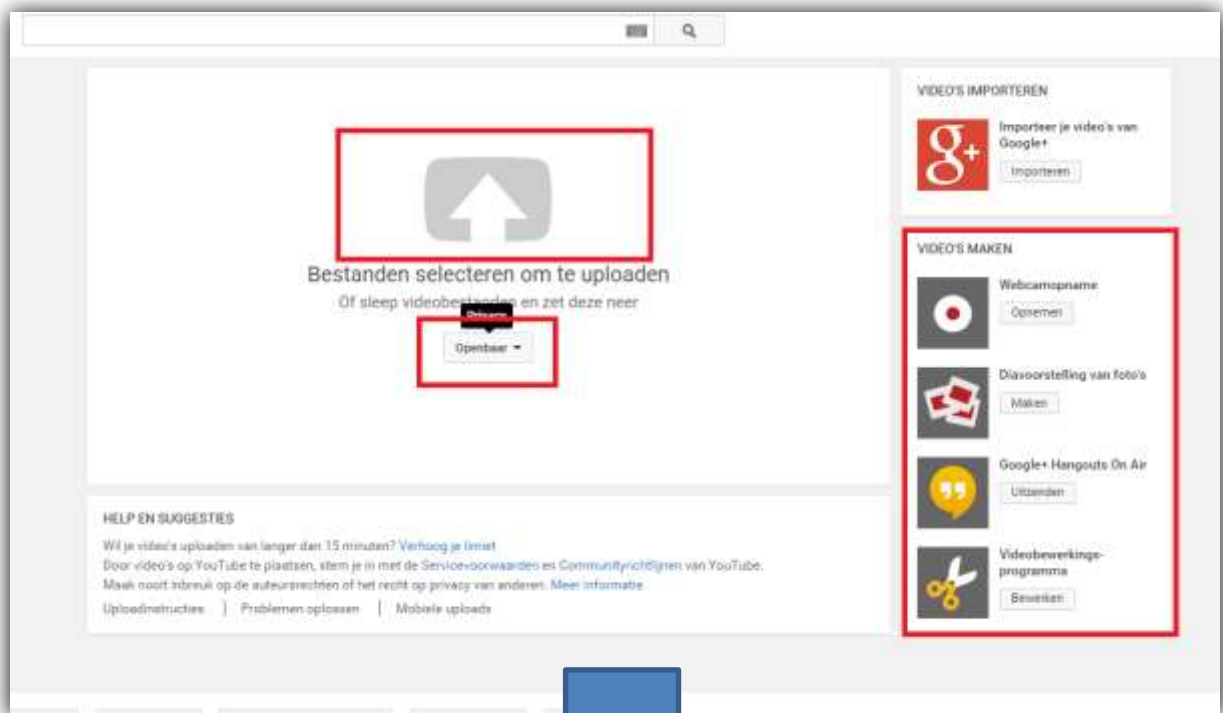 Bestanden selecteren om te uploaden
Of sleep videobestanden en zet deze neer
Privacy
Openbaar
HELP EN SUGGESTIES
Wil je video's uploaden van langer dan 15 minuten? Verhoog je limiet
Door video's op YouTube te plaatsen, stem je in met de Servicevoorwaarden en Communityrichtlijnen van YouTube.
Maak nooit inbreuk op de auteursrechten of het recht op privacy van anderen. Meer informatie
Uploadinstructies | Problemen oplossen | Mobiele uploads
VIDEO'S IMPORTEREN
g+
Importeer je video's van
Google+
Importeren
VIDEO'S MAKEN
Webcamopname
Opnemen
Diavoorstelling van foto's
Maken
Google+ Hangouts On Air
Uitzenden
Videobewerkings-
programma
Bewerken